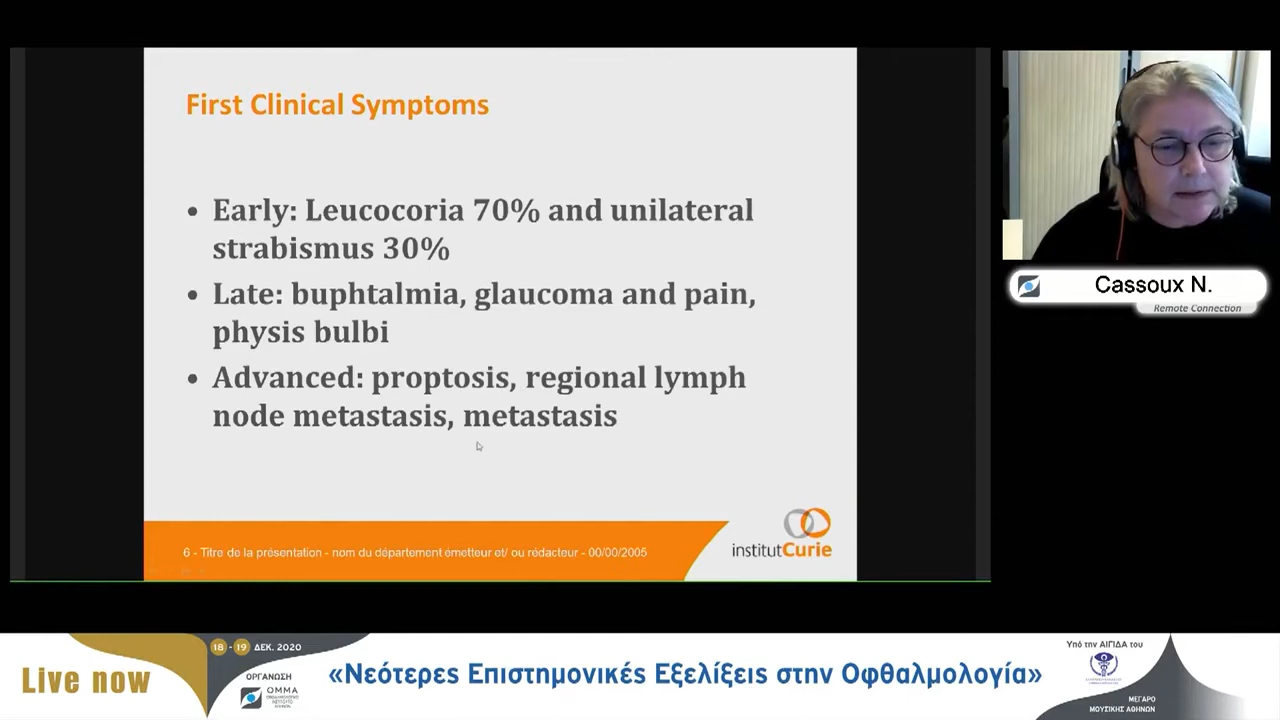 First Clinical Symptoms
• Early: Leucocoria 70% and unilateral
strabismus 30%
• Late: buphtalmia, glaucoma and pain,
physis bulbi
• Advanced: proptosis, regional lymph
node metastasis, metastasis
6 - Titre de la présentation - nom du département émetteur et/ ou rédacteur - 00/00/2005
institutCurie
Cassoux N.
Remote Connection
Live now
18 - 19 ΔΕΚ. 2020
ΟΡΓΑΝΩΣΗ
ΟΜΜΑ
«Νεότερες Επιστημονικές Εξελίξεις στην Οφθαλμολογία»
Υπό την ΑΙΓΙΔΑ του
ΜΕΓΑΡΟ
ΜΟΥΣΙΚΗΣ ΑΘΗΝΩΝ